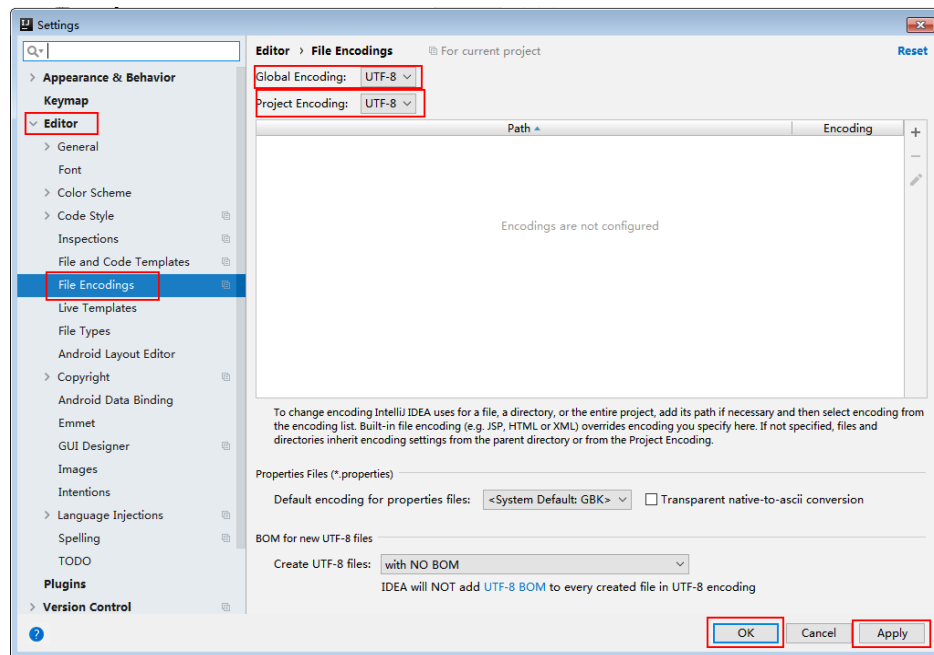 Settings
Editor › File Encodings For current project Reset
Appearance & Behavior
Keymap
Editor
General
Font
Color Scheme
Code Style
Inspections
File and Code Templates
File Encodings
Live Templates
File Types
Android Layout Editor
Copyright
Android Data Binding
Emmet
GUI Designer
Images
Intentions
Language Injections
Spelling
TODO
Plugins
Version Control
Global Encoding: UTF-8
Project Encoding: UTF-8
Path Encoding
Encodings are not configured
To change encoding IntelliJ IDEA uses for a file, a directory, or the entire project, add its path if necessary and then select encoding from
the encoding list. Built-in file encoding (e.g. JSP, HTML or XML) overrides encoding you specify here. If not specified, files and
directories inherit encoding settings from the parent directory or from the Project Encoding.
Properties Files (*.properties)
Default encoding for properties files: <System Default: GBK> Transparent native-to-ascii conversion
BOM for new UTF-8 files
Create UTF-8 files: with NO BOM
IDEA will NOT add UTF-8 BOM to every created file in UTF-8 encoding
? OK Cancel Apply